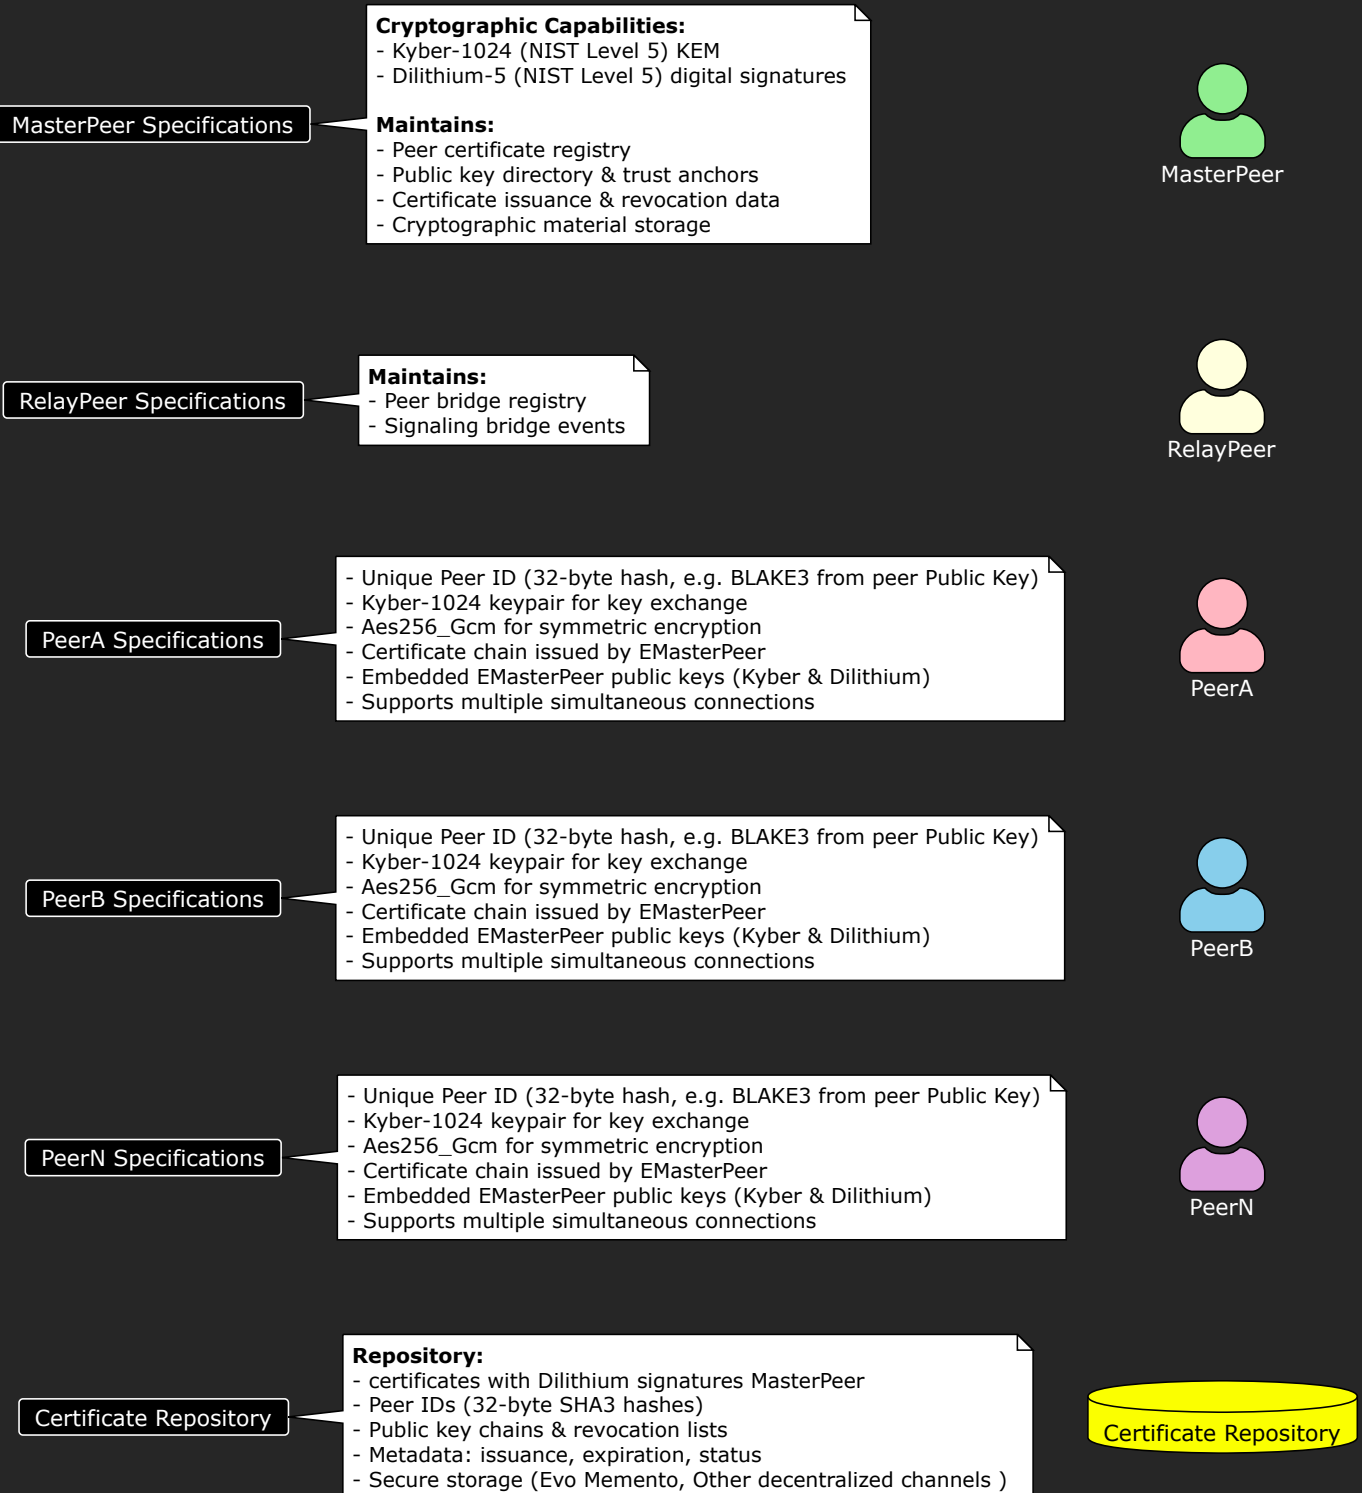 Cryptographic Capabilities:
- Kyber-1024 (NIST Level 5) KEM
- Dilithium-5 (NIST Level 5) digital signatures
Maintains:
- Peer certificate registry
- Public key directory & trust anchors
- Certificate issuance & revocation data
- Cryptographic material storage
MasterPeer Specifications
MasterPeer
Maintains:
- Peer bridge registry
- Signaling bridge events
RelayPeer Specifications
RelayPeer
- Unique Peer ID (32-byte hash, e.g. BLAKE3 from peer Public Key)
- Kyber-1024 keypair for key exchange
- Aes256_Gcm for symmetric encryption
- Certificate chain issued by EMasterPeer
- Embedded EMasterPeer public keys (Kyber & Dilithium)
- Supports multiple simultaneous connections
PeerA Specifications
PeerA
- Unique Peer ID (32-byte hash, e.g. BLAKE3 from peer Public Key)
- Kyber-1024 keypair for key exchange
- Aes256_Gcm for symmetric encryption
- Certificate chain issued by EMasterPeer
- Embedded EMasterPeer public keys (Kyber & Dilithium)
- Supports multiple simultaneous connections
PeerB Specifications
PeerB
- Unique Peer ID (32-byte hash, e.g. BLAKE3 from peer Public Key)
- Kyber-1024 keypair for key exchange
- Aes256_Gcm for symmetric encryption
- Certificate chain issued by EMasterPeer
- Embedded EMasterPeer public keys (Kyber & Dilithium)
- Supports multiple simultaneous connections
PeerN Specifications
PeerN
Repository:
- certificates with Dilithium signatures MasterPeer
- Peer IDs (32-byte SHA3 hashes)
- Public key chains & revocation lists
- Metadata: issuance, expiration, status
- Secure storage (Evo Memento, Other decentralized channels )
Certificate Repository
Certificate Repository